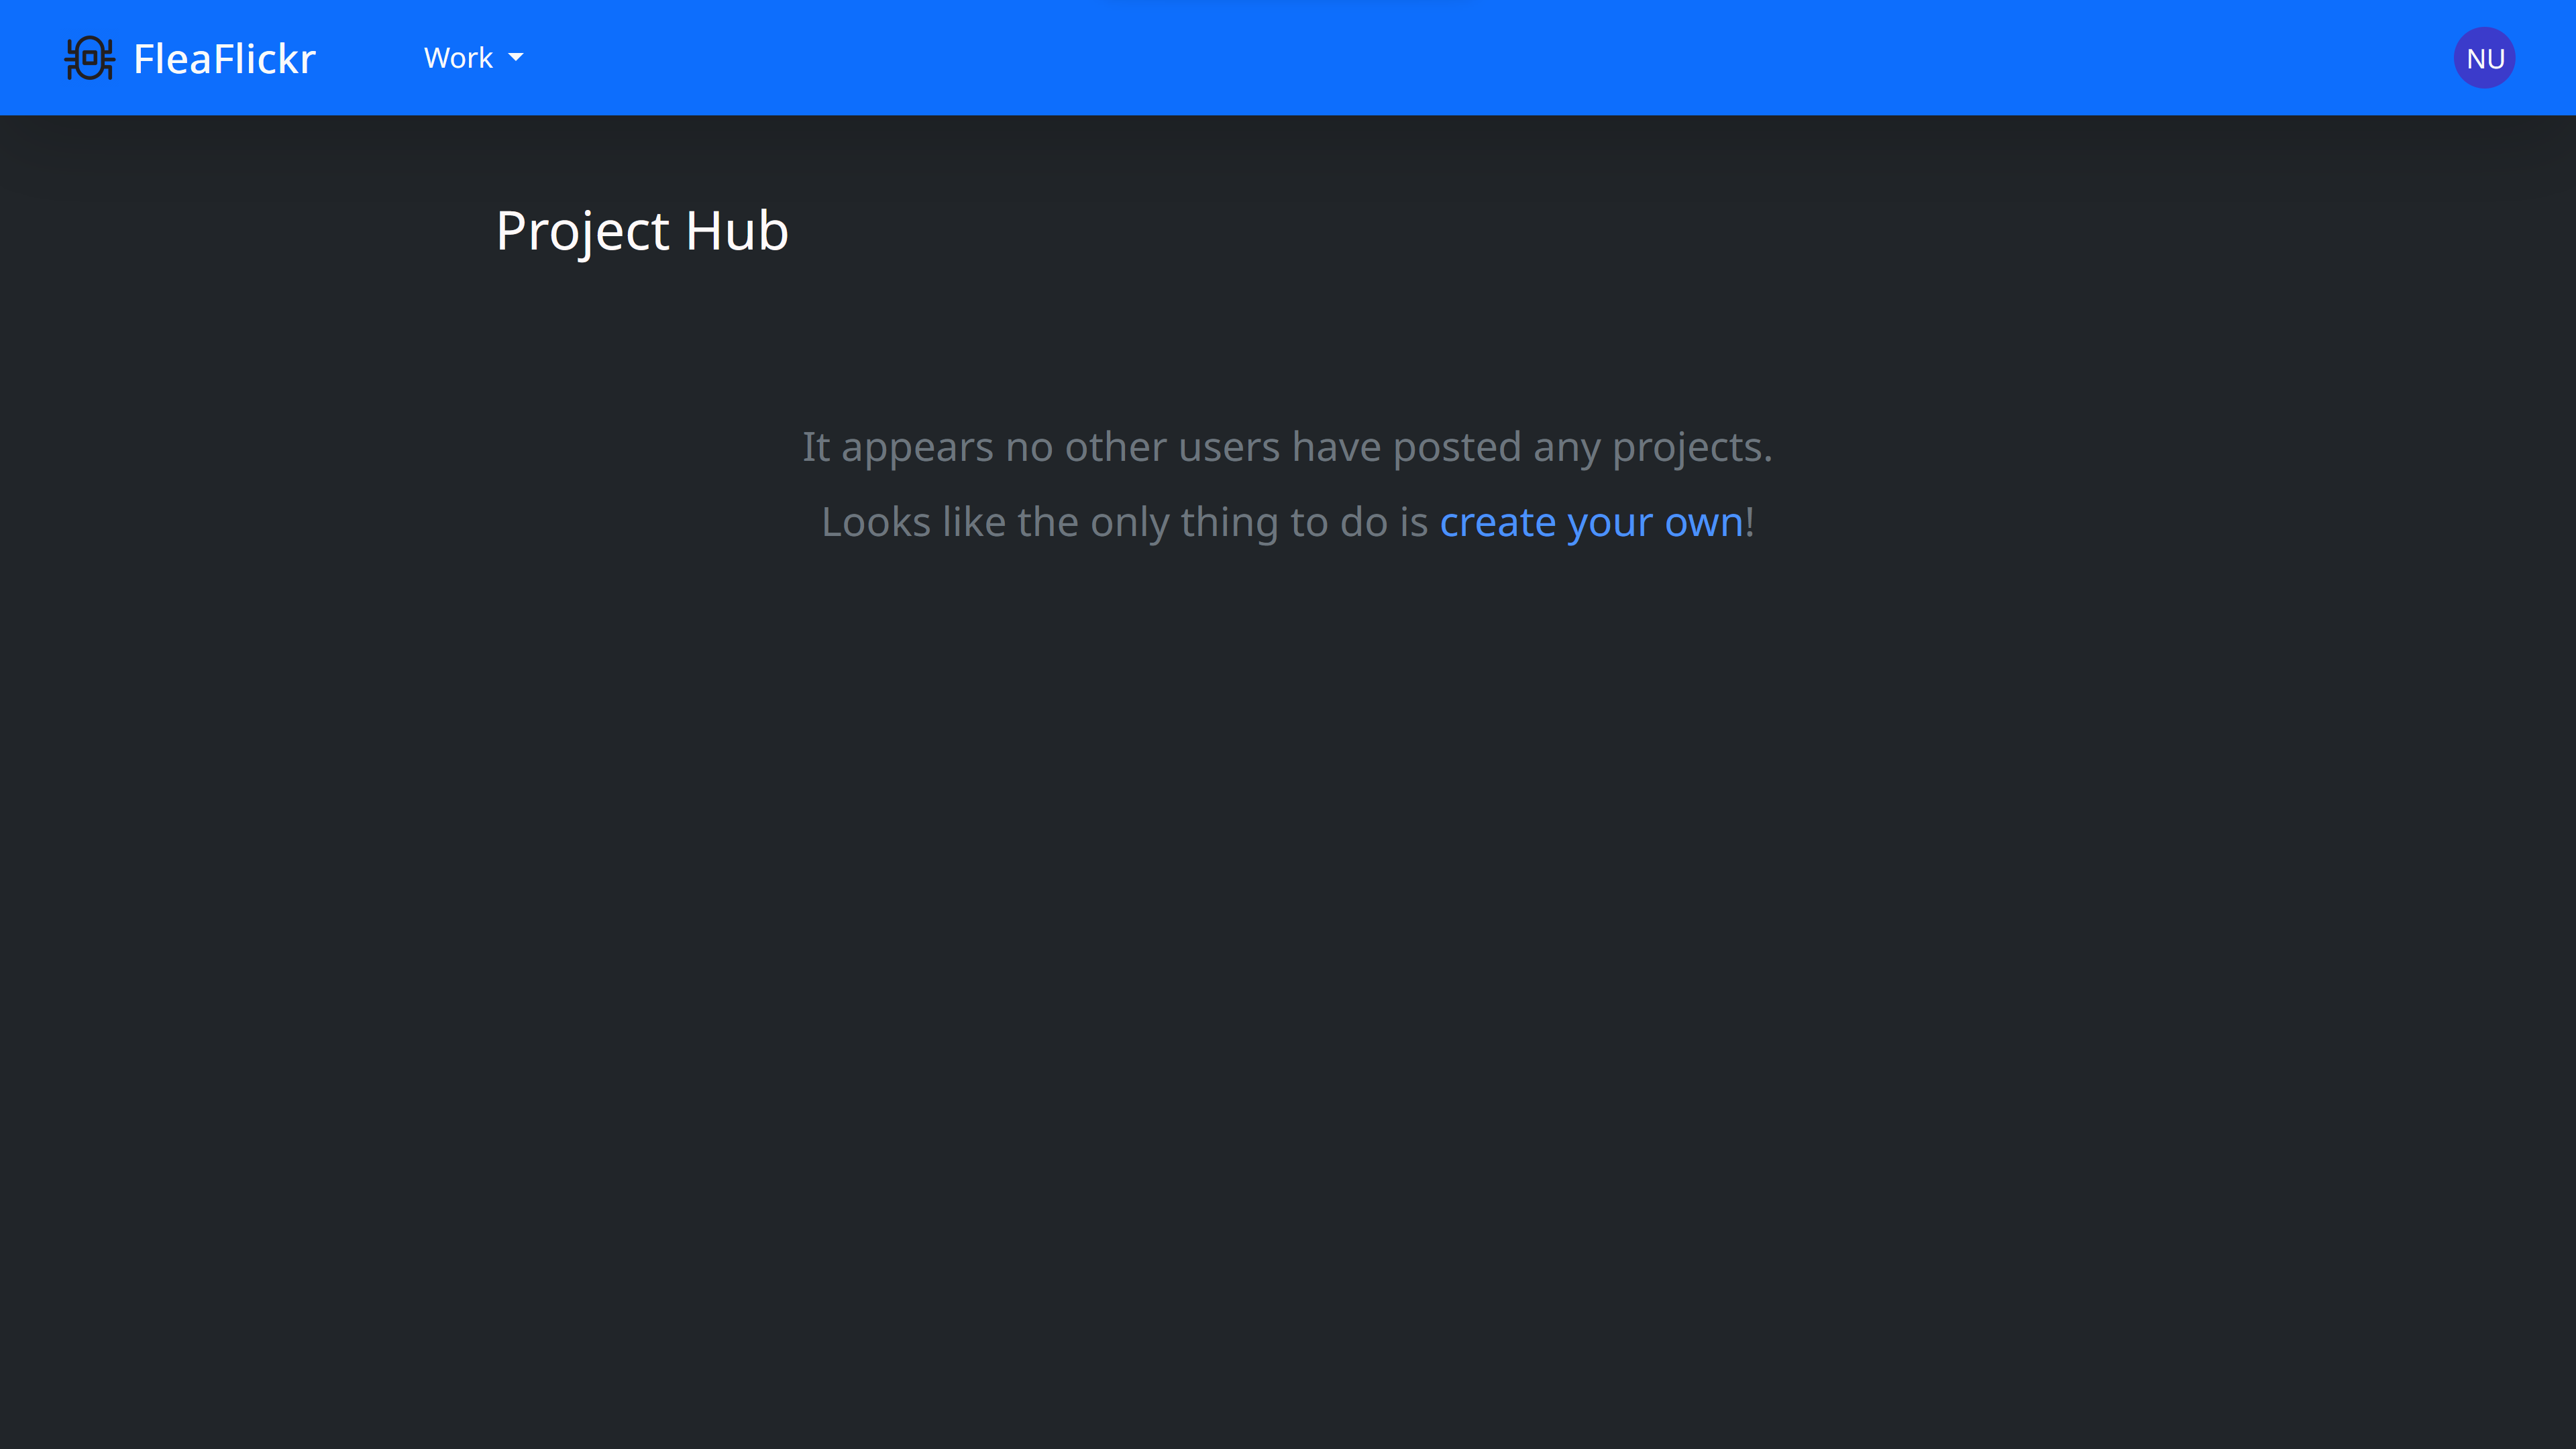 FleaFlickr
Work
NU
Project Hub
It appears no other users have posted any projects.
Looks like the only thing to do is create your own!